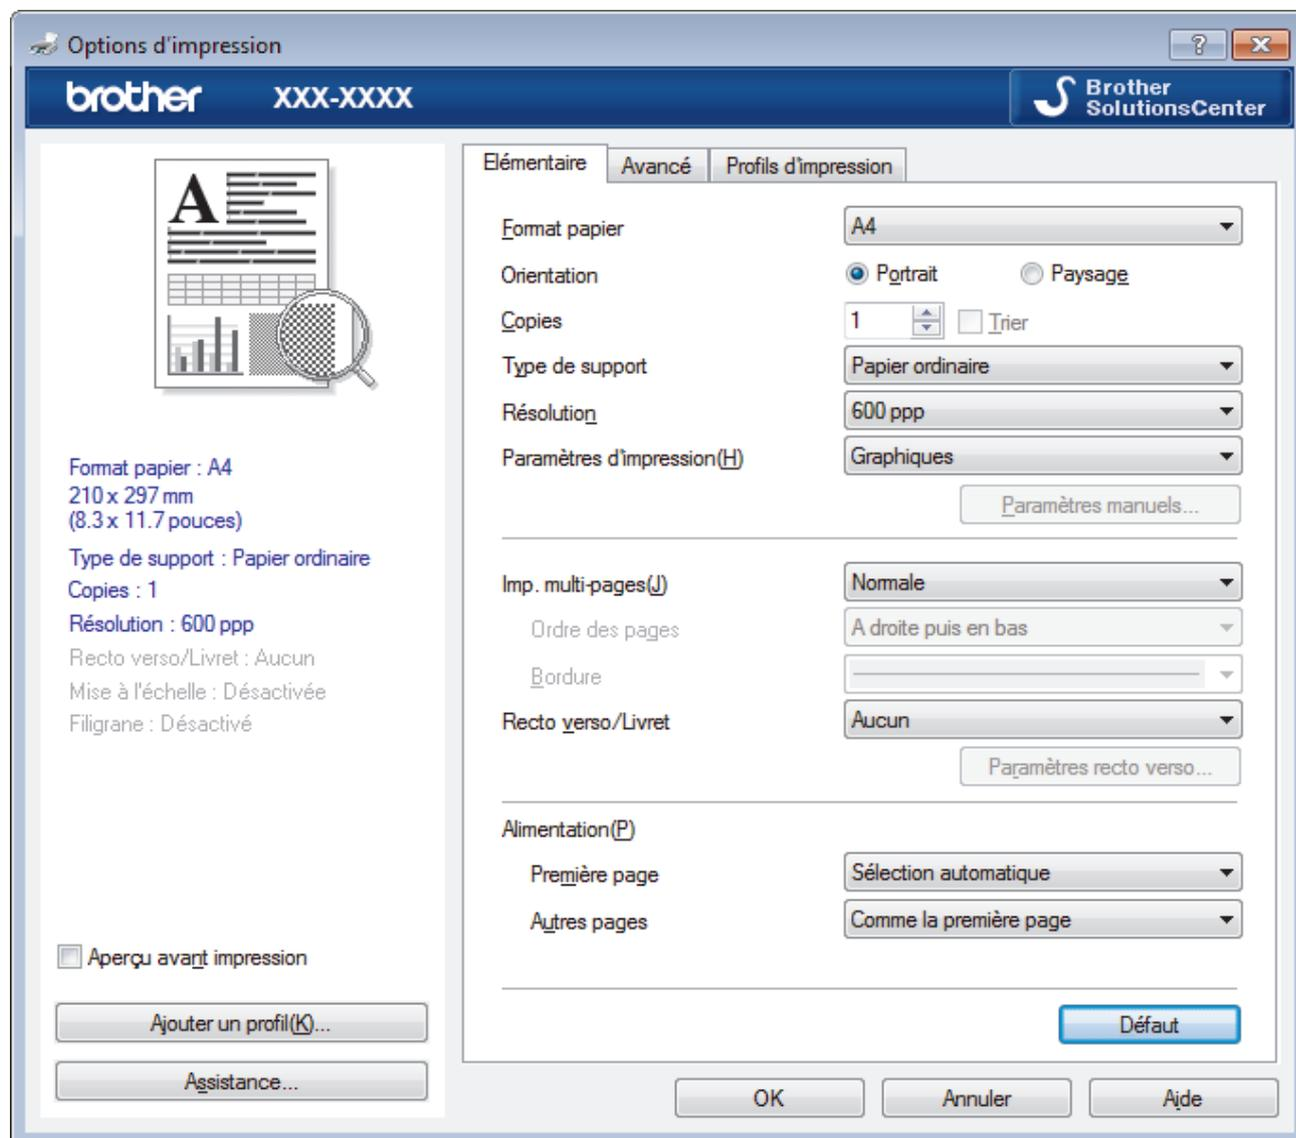 Options d'impression
brother XXX-XXXX
Brother
SolutionsCenter
A
Format papier : A4
210 x 297 mm
(8.3 x 11.7 pouces)
Type de support : Papier ordinaire
Copies : 1
Résolution : 600 ppp
Recto verso/Livret : Aucun
Mise à l'échelle : Désactivée
Filigrane : Désactivé
Aperçu avant impression
Ajouter un profil(K)...
Assistance...
Elémentaire Avancé Profils d'impression
Format papier A4
Orientation Portrait Paysage
Copies 1 Trier
Type de support Papier ordinaire
Résolution 600 ppp
Paramètres d'impression(H) Graphiques
Paramètres manuels...
Imp. multi-pages(J) Normale
Ordre des pages A droite puis en bas
Bordure
Recto verso/Livret Aucun
Paramètres recto verso...
Alimentation(P)
Première page Sélection automatique
Autres pages Comme la première page
Défaut
OK Annuler Aide